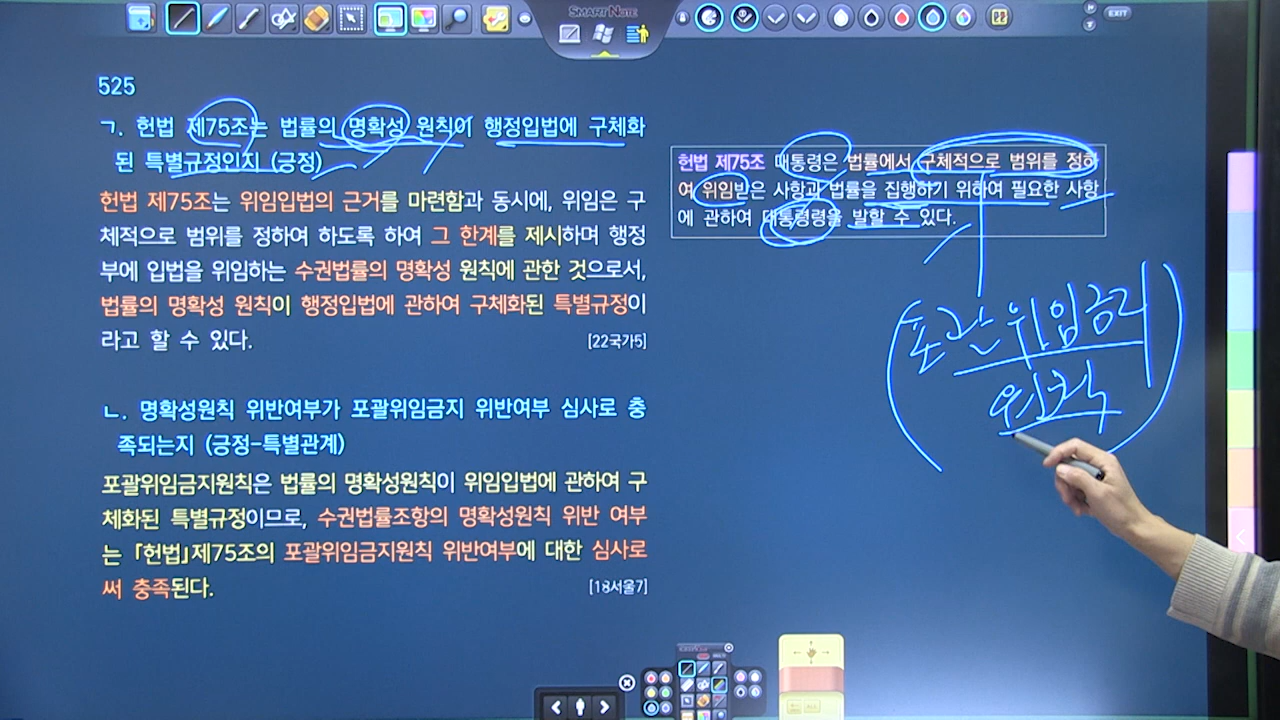 SMART NOTE
EXIT
525
ㄱ. 헌법 제75조는 법률의 명확성 원칙이 행정입법에 구체화
된 특별규정인지 (긍정)
헌법 제75조는 위임입법의 근거를 마련함과 동시에, 위임은 구
체적으로 범위를 정하여 하도록 하여 그 한계를 제시하며 행정
부에 입법을 위임하는 수권법률의 명확성 원칙에 관한 것으로서,
법률의 명확성 원칙이 행정입법에 관하여 구체화된 특별규정이
라고 할 수 있다.
[22국가5]
ㄴ. 명확성원칙 위반여부가 포괄위임금지 위반여부 심사로 충
족되는지 (긍정-특별관계)
포괄위임금지원칙은 법률의 명확성원칙이 위임입법에 관하여 구
체화된 특별규정이므로, 수권법률조항의 명확성원칙 위반 여부
는 「헌법」제75조의 포괄위임금지원칙 위반여부에 대한 심사로
써 충족된다.
[18서울7]
헌법 제75조 대통령은 법률에서 구체적으로 범위를 정하
여 위임받은 사항과 법률을 집행하기 위하여 필요한 사항
에 관하여 대통령령을 발할 수 있다.
(포괄위임금지
원칙)